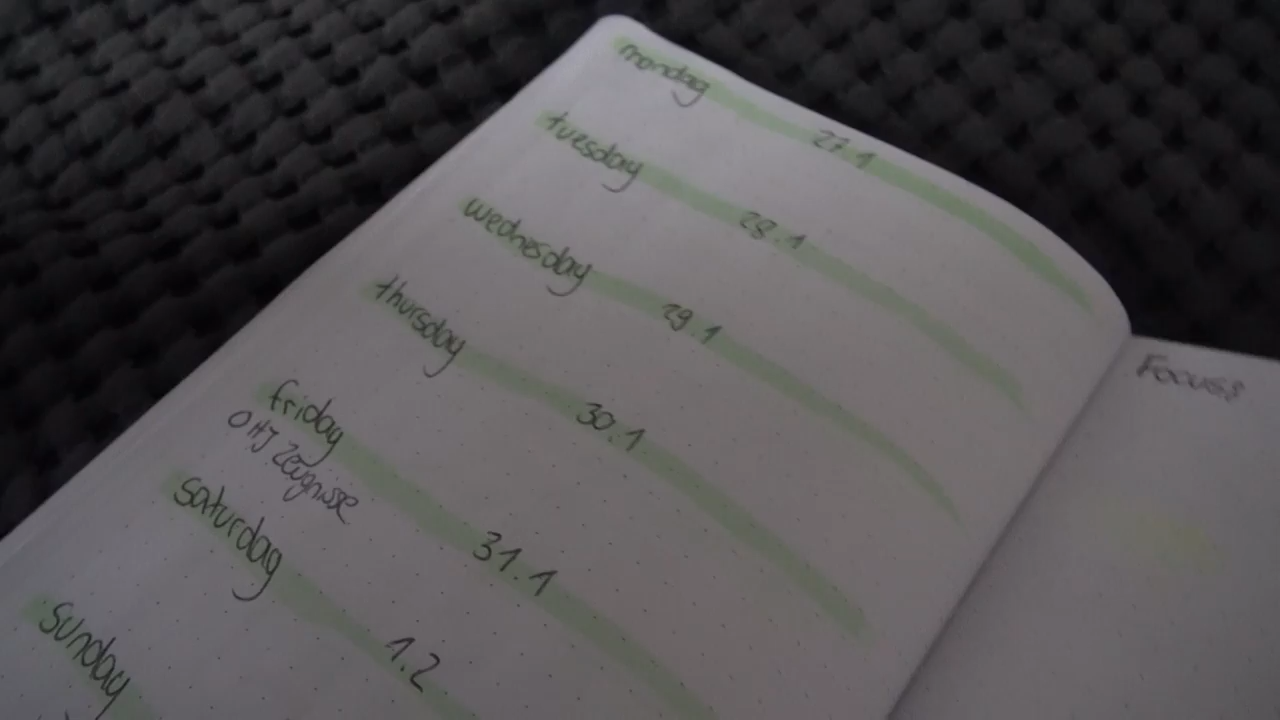 monday 27.1
tuesday 28.1
wednesday 29.1
thursday 30.1
friday 31.1
O HJ Zeugnisse
saturday 1.2
sunday
Focus: